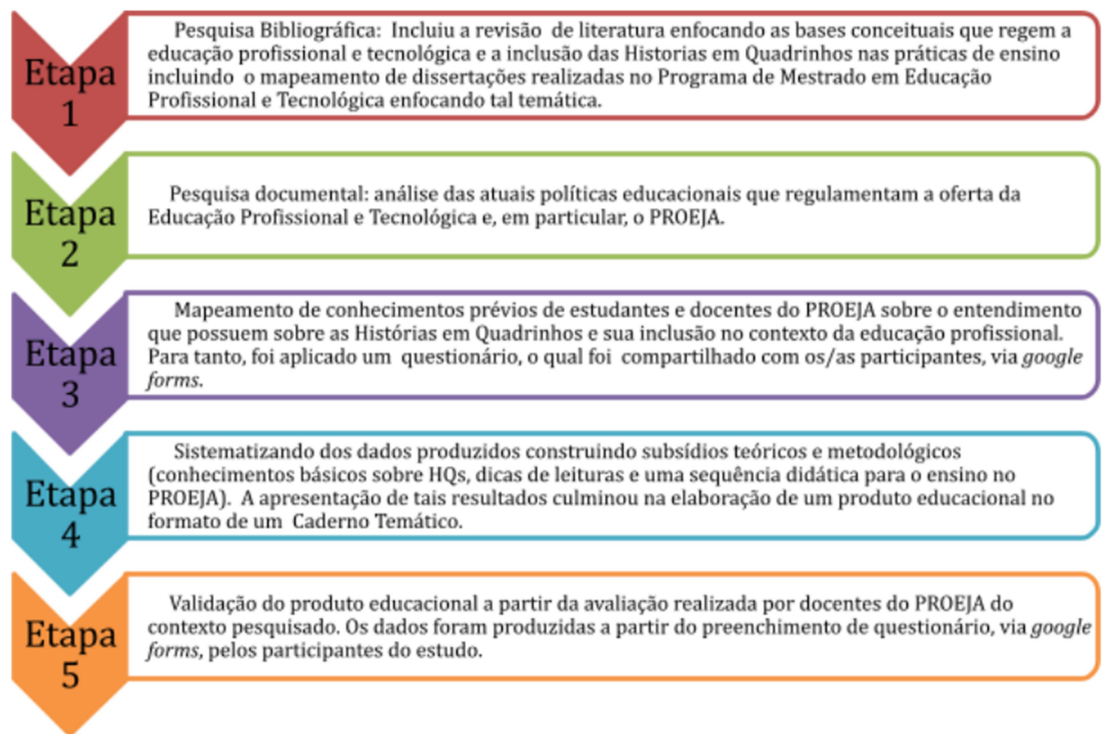 Etapa
1
Pesquisa Bibliográfica: Incluiu a revisão de literatura enfocando as bases conceituais que regem a
educação profissional e tecnológica e a inclusão das Historias em Quadrinhos nas práticas de ensino
incluindo o mapeamento de dissertações realizadas no Programa de Mestrado em Educação
Profissional e Tecnológica enfocando tal temática.
Etapa
2
Pesquisa documental: análise das atuais políticas educacionais que regulamentam a oferta da
Educação Profissional e Tecnológica e, em particular, o PROEJA.
Etapa
3
Mapeamento de conhecimentos prévios de estudantes e docentes do PROEJA sobre o entendimento
que possuem sobre as Histórias em Quadrinhos e sua inclusão no contexto da educação profissional.
Para tanto, foi aplicado um questionário, o qual foi compartilhado com os/as participantes, via google
forms.
Etapa
4
Sistematizando dos dados produzidos construindo subsídios teóricos e metodológicos
(conhecimentos básicos sobre HQs, dicas de leituras e uma sequência didática para o ensino no
PROEJA). A apresentação de tais resultados culminou na elaboração de um produto educacional no
formato de um Caderno Temático.
Etapa
5
Validação do produto educacional a partir da avaliação realizada por docentes do PROEJA do
contexto pesquisado. Os dados foram produzidas a partir do preenchimento de questionário, via google
forms, pelos participantes do estudo.